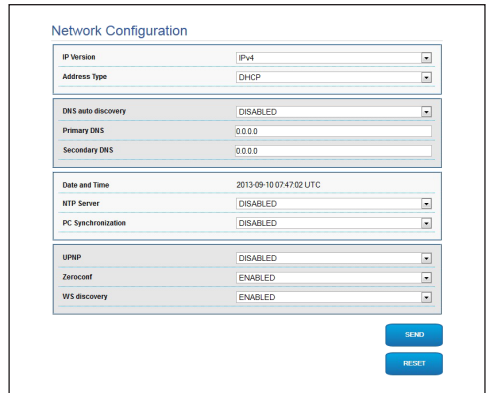 Network Configuration
IP Version IPv4
Address Type DHCP
DNS auto discovery DISABLED
Primary DNS 0.0.0.0
Secondary DNS 0.0.0.0
Date and Time 2013-09-10 07:47:02 UTC
NTP Server DISABLED
PC Synchronization DISABLED
UPNP DISABLED
Zeroconf ENABLED
WS discovery ENABLED
SEND
RESET